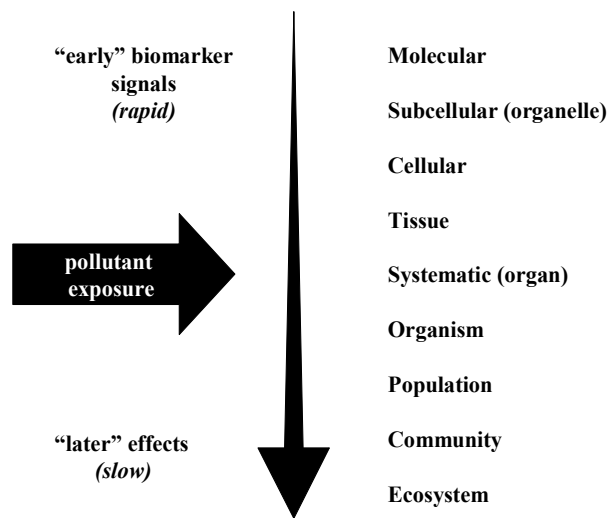 “early” biomarker
signals
(rapid)
pollutant
exposure
“later” effects
(slow)
Molecular
Subcellular (organelle)
Cellular
Tissue
Systematic (organ)
Organism
Population
Community
Ecosystem